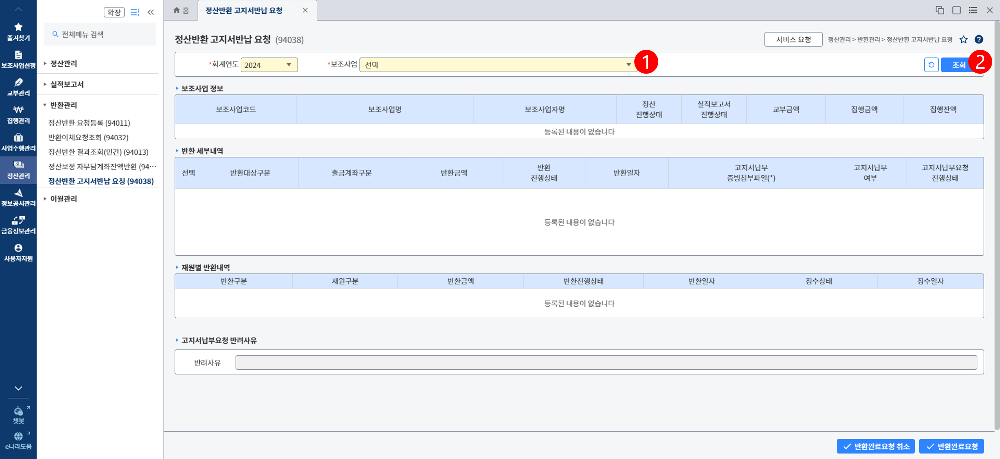 즐겨찾기
보조사업선정
교부관리
집행관리
사업수행관리
정산관리
정보공시관리
금융정보관리
사용자지원
챗봇
e나라도움
확장
전체메뉴 검색
정산관리
실적보고서
반환관리
정산반환 요청등록 (94011)
반환이체요청조회 (94032)
정산반환 결과조회(민간) (94013)
정산보정 자부담계좌잔액반환 (94⋯
정산반환 고지서반납 요청 (94038)
이월관리
홈 정산반환 고지서반납 요청
정산반환 고지서반납 요청 (94038)
서비스 요청 정산관리 > 반환관리 > 정산반환 고지서반납 요청 ?
*회계연도 2024 *보조사업 선택 1 조회 2
보조사업 정보
보조사업코드 보조사업명 보조사업자명 정산 진행상태 실적보고서 진행상태 교부금액 집행금액 집행잔액
등록된 내용이 없습니다
반환 세부내역
선택 반환대상구분 출금계좌구분 반환금액 반환 진행상태 반환일자 고지서납부 증빙첨부파일(*) 고지서납부 여부 고지서납부요청 진행상태
등록된 내용이 없습니다
재원별 반환내역
반환구분 재원구분 반환금액 반환진행상태 반환일자 징수상태 징수일자
등록된 내용이 없습니다
고지서납부요청 반려사유
반려사유
반환완료요청 취소 반환완료요청